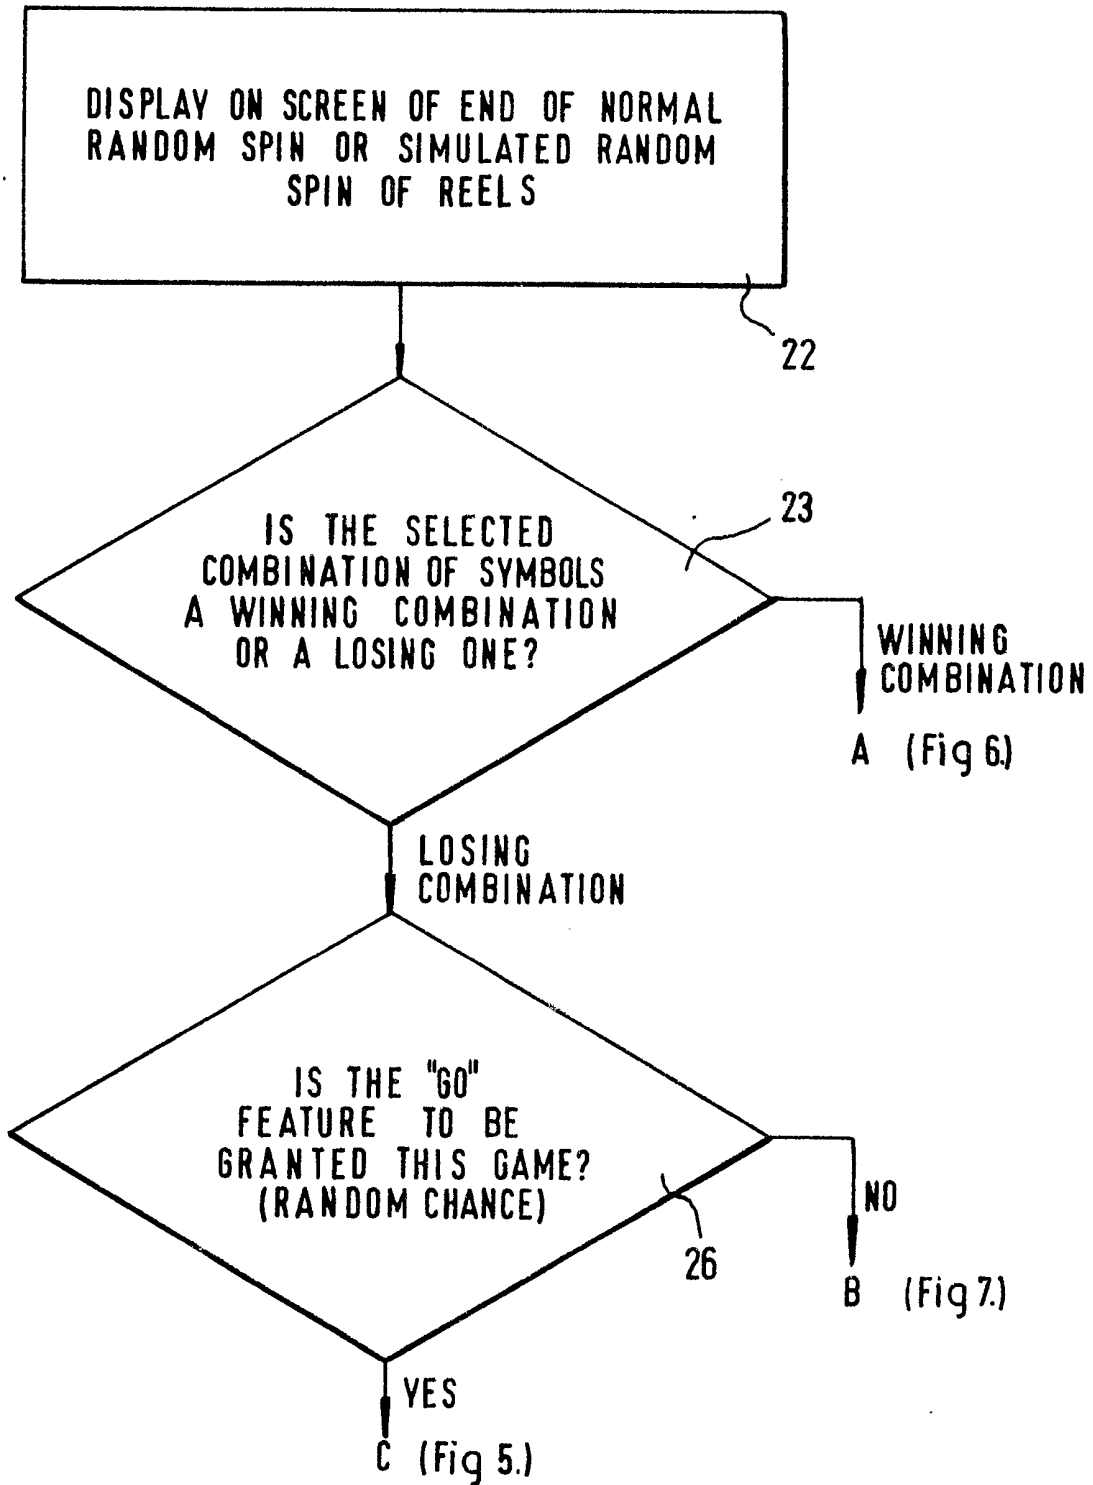 DISPLAY ON SCREEN OF END OF NORMAL
RANDOM SPIN OR SIMULATED RANDOM
SPIN OF REELS
22
23
IS THE SELECTED
COMBINATION OF SYMBOLS
A WINNING COMBINATION
OR A LOSING ONE?
WINNING
COMBINATION
A (Fig 6.)
LOSING
COMBINATION
IS THE "GO"
FEATURE TO BE
GRANTED THIS GAME?
(RANDOM CHANCE)
26
NO
B (Fig 7.)
YES
C (Fig 5.)